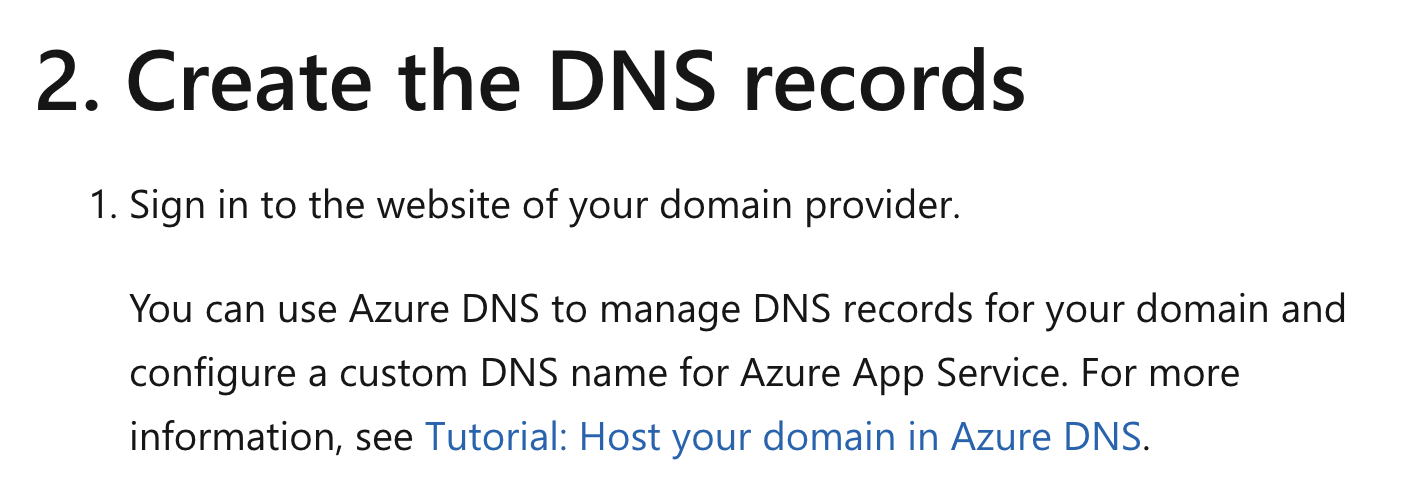 2. Create the DNS records
1. Sign in to the website of your domain provider.
You can use Azure DNS to manage DNS records for your domain and
configure a custom DNS name for Azure App Service. For more
information, see Tutorial: Host your domain in Azure DNS.